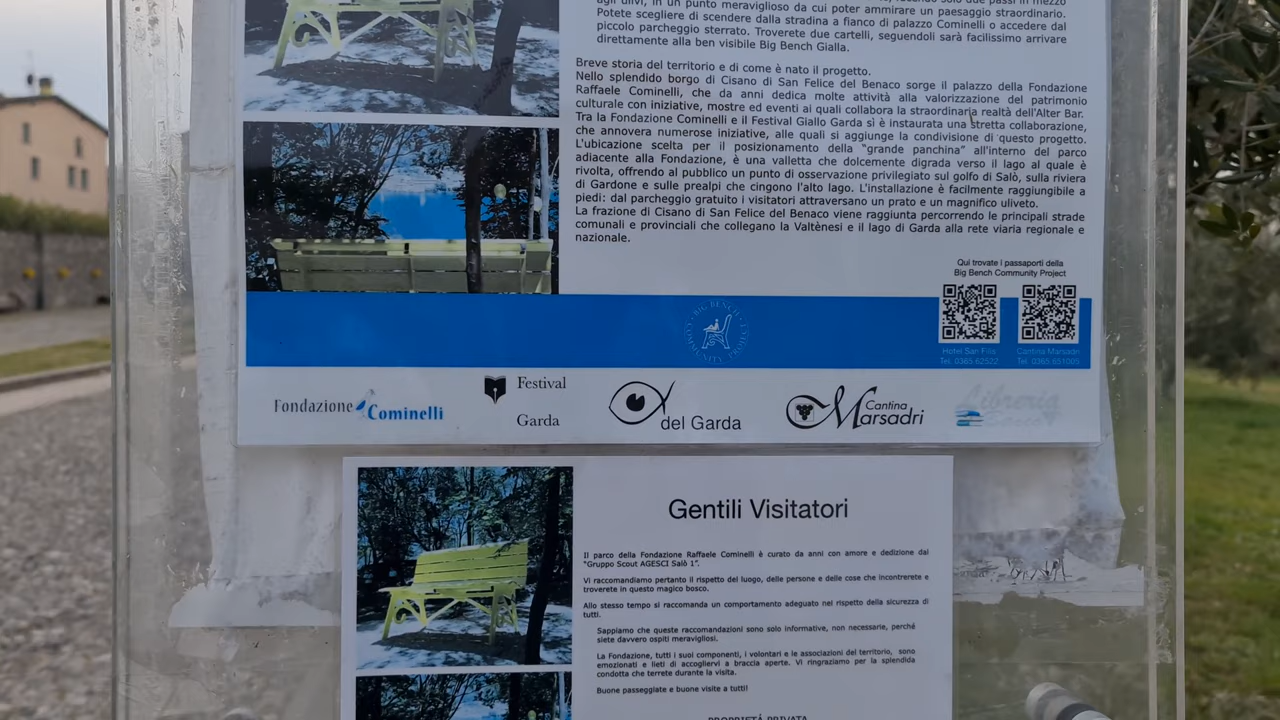 in un punto meraviglioso da cui poter ammirare un paesaggio straordinario.
Potete scegliere di scendere dalla stradina a fianco di palazzo Cominelli o accedere dal
piccolo parcheggio sterrato. Troverete due cartelli, seguendoli sarà facilissimo arrivare
direttamente alla ben visibile Big Bench Gialla.
Breve storia del territorio e di come è nato il progetto.
Nello splendido borgo di Cisano di San Felice del Benaco sorge il palazzo della Fondazione
Raffaele Cominelli, che da anni dedica molte attività alla valorizzazione del patrimonio
culturale con iniziative, mostre ed eventi ai quali collabora la straordinaria realtà dell'Alter Bar.
Tra la Fondazione Cominelli e il Festival Giallo Garda sì è instaurata una stretta collaborazione,
che annovera numerose iniziative, alle quali si aggiunge la condivisione di questo progetto.
L'ubicazione scelta per il posizionamento della "grande panchina" all'interno del parco
adiacente alla Fondazione, è una valletta che dolcemente digrada verso il lago al quale è
rivolta, offrendo al pubblico un punto di osservazione privilegiato sul golfo di Salò, sulla riviera
di Gardone e sulle prealpi che cingono l'alto lago. L'installazione è facilmente raggiungibile a
piedi: dal parcheggio gratuito i visitatori attraversano un prato e un magnifico uliveto.
La frazione di Cisano di San Felice del Benaco viene raggiunta percorrendo le principali strade
comunali e provinciali che collegano la Valtènesi e il lago di Garda alla rete viaria regionale e
nazionale.
Qui trovate i passaporti della
Big Bench Community Project
BIG BENCH COMMUNITY PROJECT
Hotel San Filis
Tel. 0365.62522
Cantina Marsadri
Tel. 0365.651005
Fondazione Cominelli
Festival
Garda
del Garda
Cantina
Marsadri
Libreria
Gentili Visitatori
Il parco della Fondazione Raffaele Cominelli è curato da anni con amore e dedizione dal
"Gruppo Scout AGESCI Salò 1".
Vi raccomandiamo pertanto il rispetto del luogo, delle persone e delle cose che incontrerete e
troverete in questo magico bosco.
Allo stesso tempo si raccomanda un comportamento adeguato nel rispetto della sicurezza di
tutti.
Sappiamo che queste raccomandazioni sono solo informative, non necessarie, perché
siete davvero ospiti meravigliosi.
La Fondazione, tutti i suoi componenti, i volontari e le associazioni del territorio, sono
emozionati e lieti di accogliervi a braccia aperte. Vi ringraziamo per la splendida
condotta che terrete durante la visita.
Buone passeggiate e buone visite a tutti!
PROPRIETÀ PRIVATA